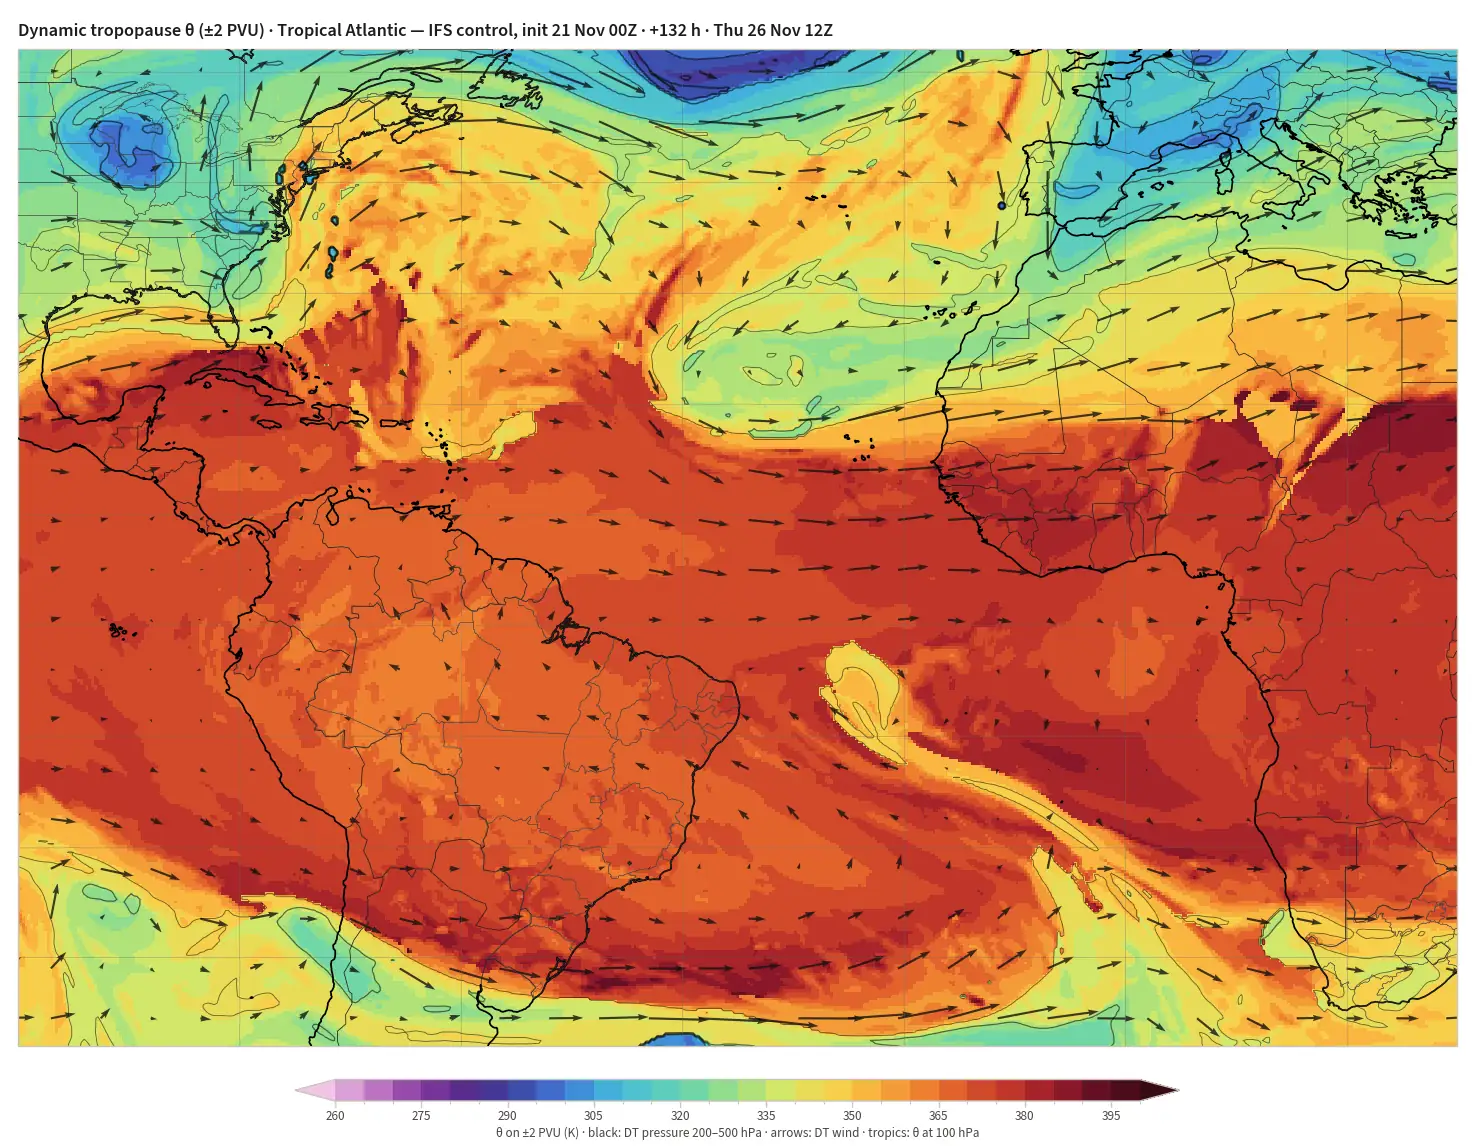 Dynamic tropopause θ (±2 PVU) · Tropical Atlantic — IFS control, init 21 Nov 00Z · +132 h · Thu 26 Nov 12Z
260 275 290 305 320 335 350 365 380 395
θ on ±2 PVU (K) · black: DT pressure 200–500 hPa · arrows: DT wind · tropics: θ at 100 hPa